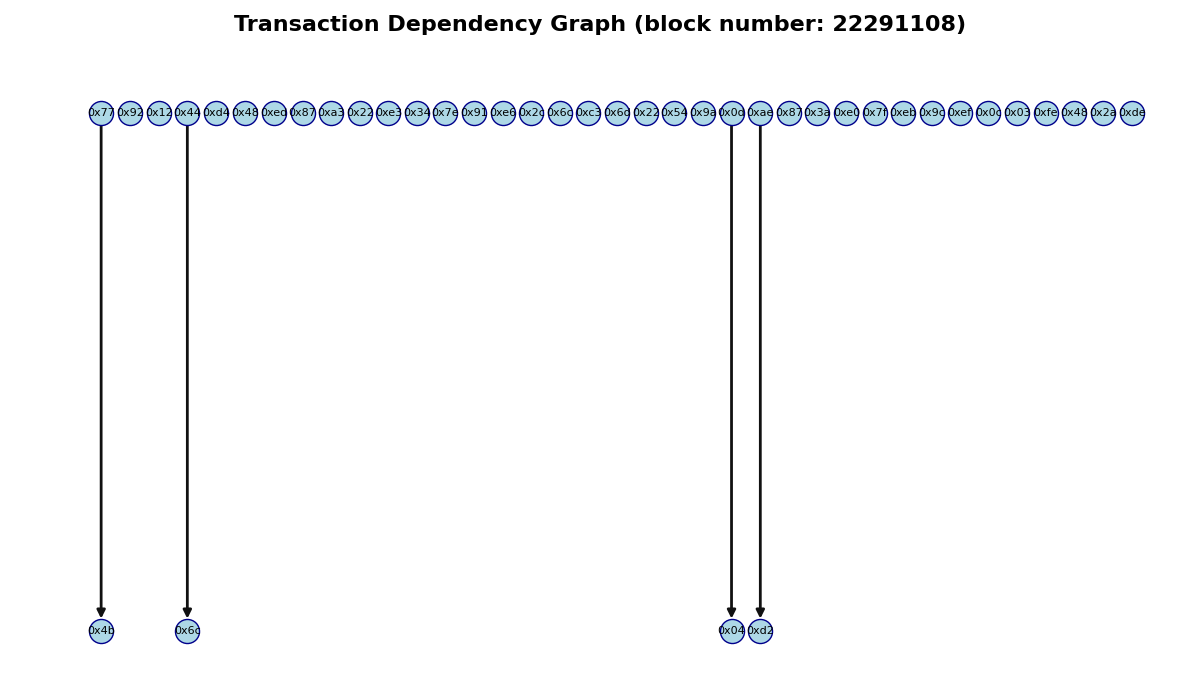 Transaction Dependency Graph (block number: 22291108)
0x77 0x92 0x12 0x44 0xd4 0x48 0xed 0x87 0xa3 0x22 0xe3 0x34 0x7e 0x91 0xe6 0x2c 0x6c 0xc3 0x6d 0x22 0x54 0x9a 0x0d 0xae 0x87 0x3a 0xe0 0x7f 0xeb 0x9c 0xef 0x0c 0x03 0xfe 0x48 0x2a 0xde
0x4b 0x6c 0x04 0xd2